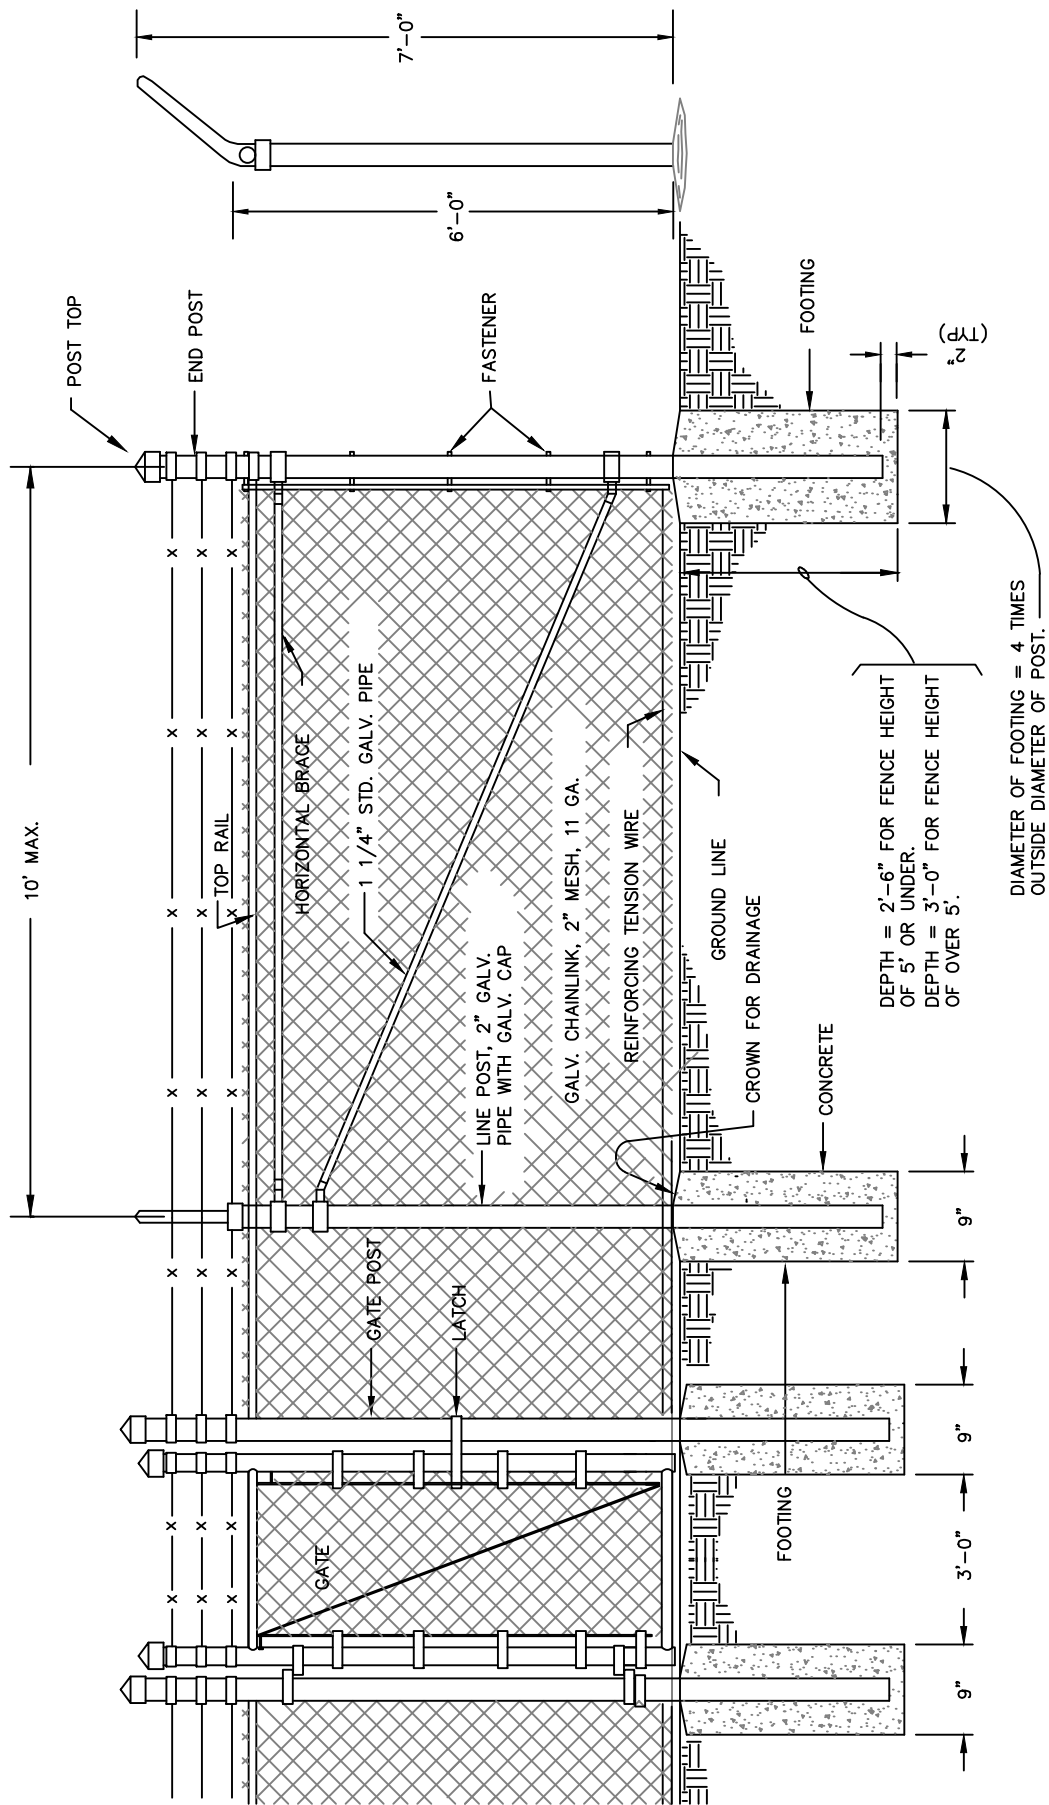 10' MAX.
POST TOP
END POST
7'-0"
6'-0"
TOP RAIL
HORIZONTAL BRACE
1 1/4" STD. GALV. PIPE
FASTENER
GATE POST
LATCH
GATE
LINE POST, 2" GALV.
PIPE WITH GALV. CAP
GALV. CHAINLINK, 2" MESH, 11 GA.
REINFORCING TENSION WIRE
GROUND LINE
CROWN FOR DRAINAGE
CONCRETE
FOOTING
FOOTING
2"
(TYP)
9"
3'-0"
9"
9"
DEPTH = 2'-6" FOR FENCE HEIGHT
OF 5' OR UNDER.
DEPTH = 3'-0" FOR FENCE HEIGHT
OF OVER 5'.
DIAMETER OF FOOTING = 4 TIMES
OUTSIDE DIAMETER OF POST.